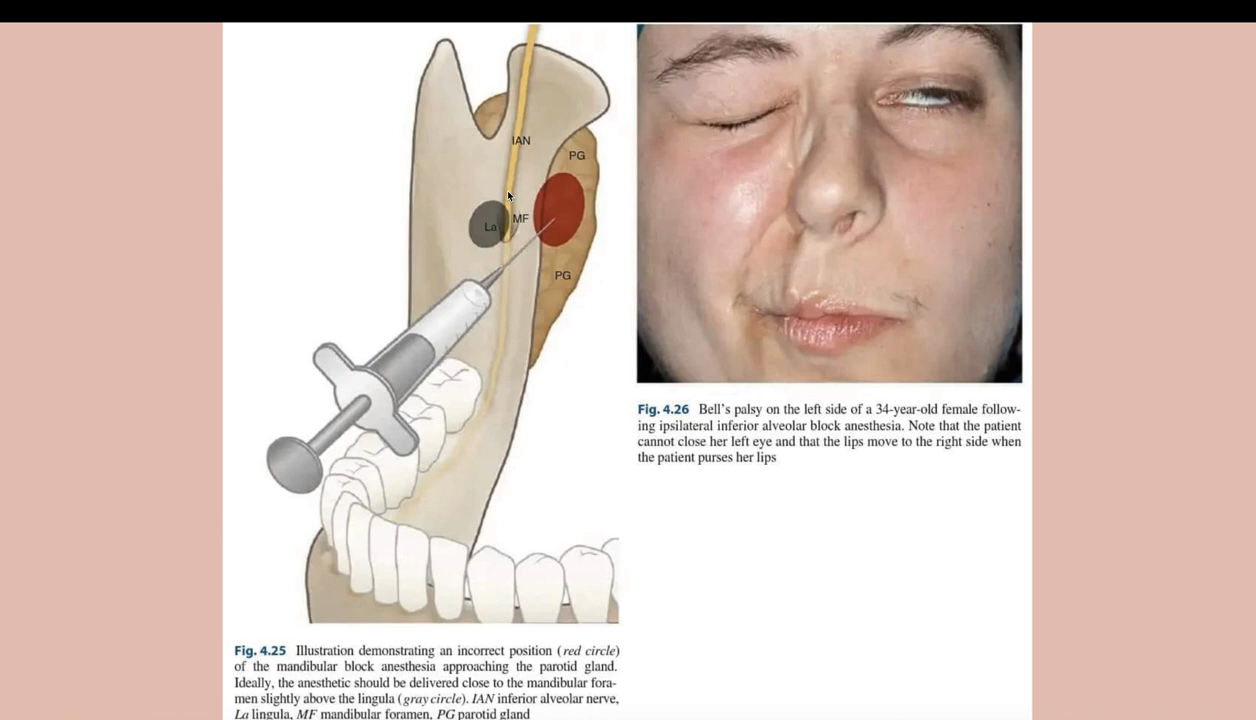 IAN
PG
La
MF
PG
Fig. 4.25 Illustration demonstrating an incorrect position (red circle)
of the mandibular block anesthesia approaching the parotid gland.
Ideally, the anesthetic should be delivered close to the mandibular fora-
men slightly above the lingula (gray circle). IAN inferior alveolar nerve,
La lingula, MF mandibular foramen, PG parotid gland
Fig. 4.26 Bell's palsy on the left side of a 34-year-old female follow-
ing ipsilateral inferior alveolar block anesthesia. Note that the patient
cannot close her left eye and that the lips move to the right side when
the patient purses her lips